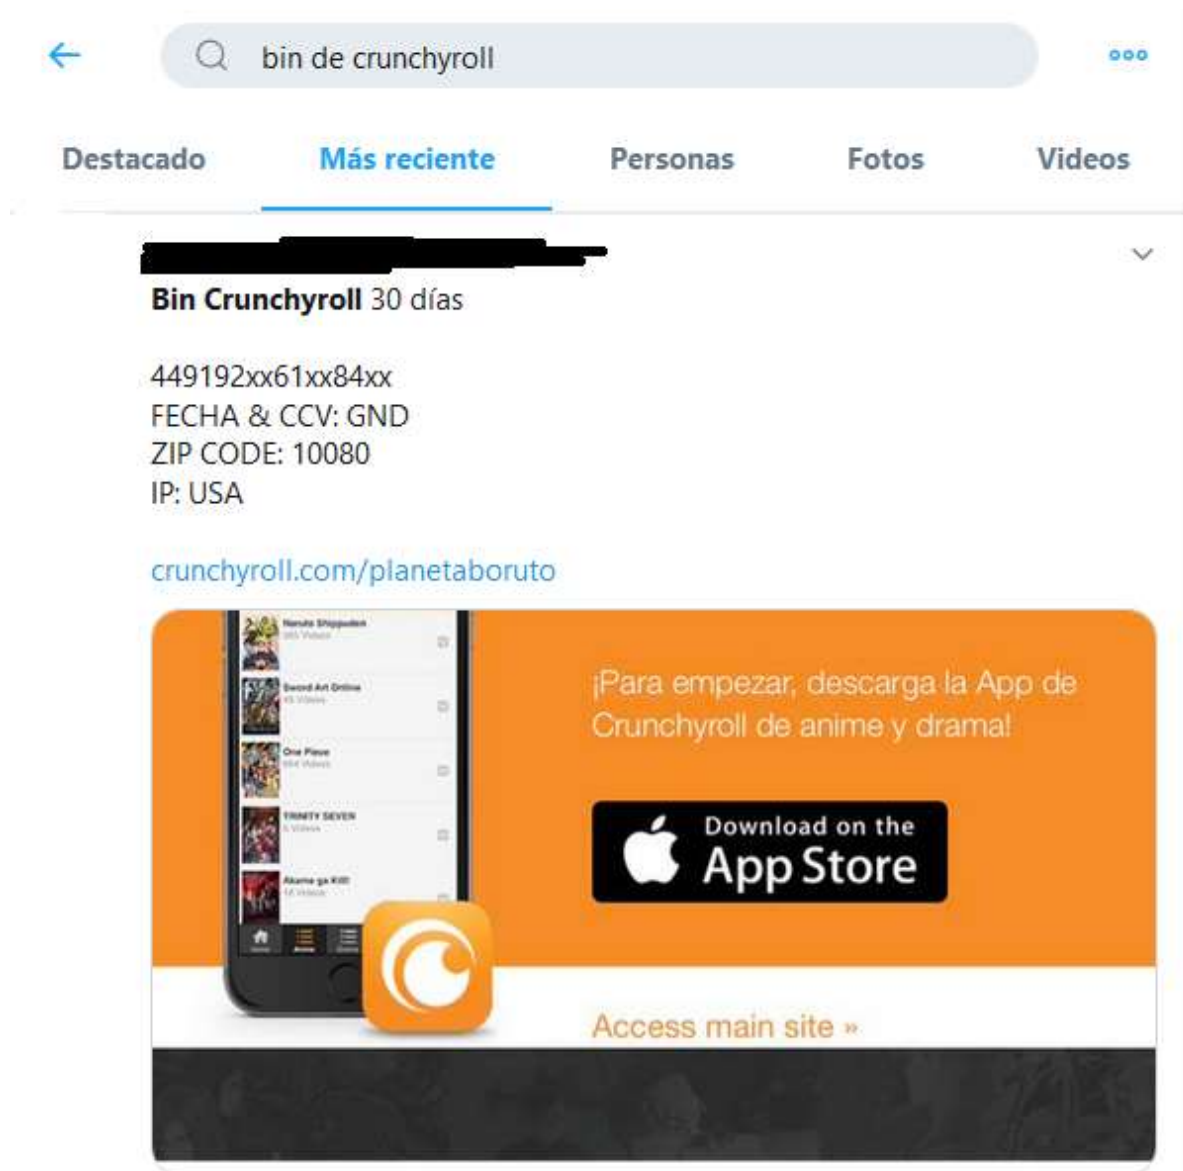 bin de crunchyroll
Destacado Más reciente Personas Fotos Videos
Bin Crunchyroll 30 días
449192xx61xx84xx
FECHA & CCV: GND
ZIP CODE: 10080
IP: USA
crunchyroll.com/planetaboruto
Naruto Shippuden
Sword Art Online
One Piece
TRINITY SEVEN
Akame ga Kill!
¡Para empezar, descarga la App de
Crunchyroll de anime y drama!
Download on the
App Store
Access main site »